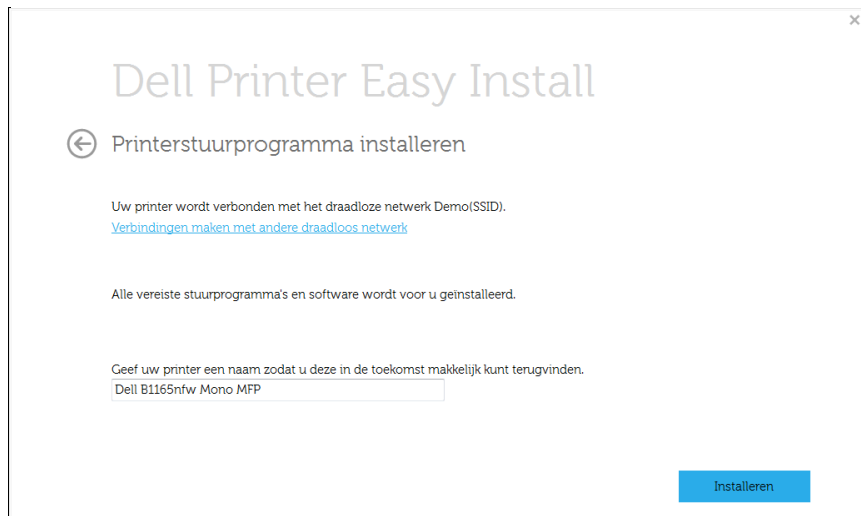 Dell Printer Easy Install
Printerstuurprogramma installeren
Uw printer wordt verbonden met het draadloze netwerk Demo(SSID).
Verbindingen maken met andere draadloos netwerk
Alle vereiste stuurprogramma's en software wordt voor u geïnstalleerd.
Geef uw printer een naam zodat u deze in de toekomst makkelijk kunt terugvinden.
Dell B1165nfw Mono MFP
Installeren